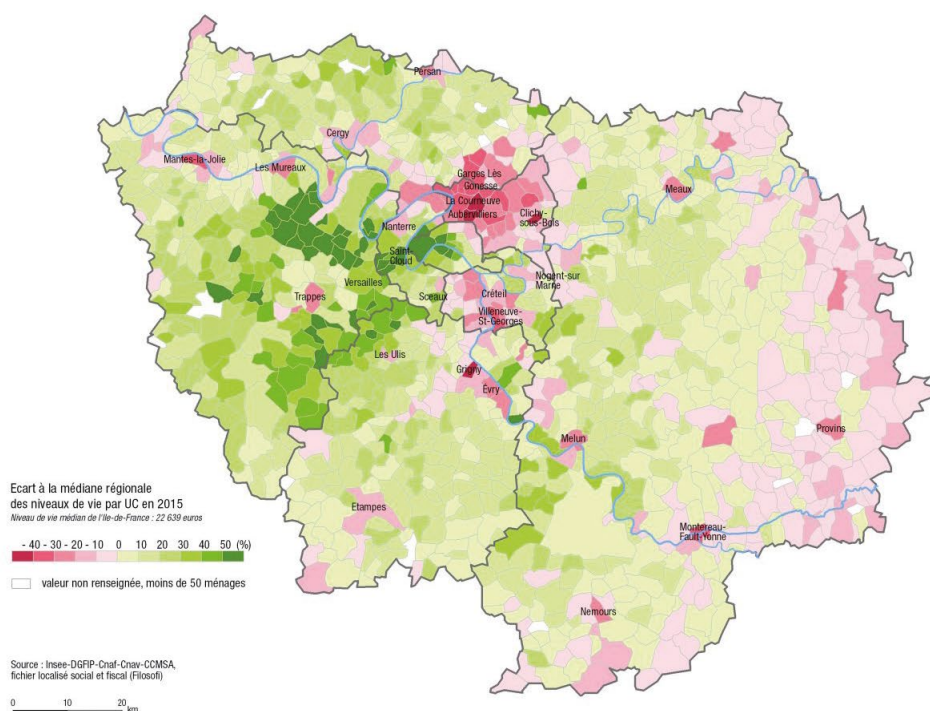 Persan
Cergy
Mantes-la-Jolie
Les Mureaux
Garges Lès
Gonesse
La Courneuve
Aubervilliers
Clichy-
sous-Bois
Meaux
Nanterre
Saint-
Cloud
Versailles
Nogent-sur
Marne
Trappes
Sceaux
Créteil
Villeneuve-
St-Georges
Les Ulis
Grigny
Évry
Melun
Provins
Etampes
Montereau-
Fault-Yonne
Nemours
Ecart à la médiane régionale
des niveaux de vie par UC en 2015
Niveau de vie médian de l'Ile-de-France : 22 639 euros
- 40 - 30 - 20 - 10 0 10 20 30 40 50 (%)
valeur non renseignée, moins de 50 ménages
Source : Insee-DGFIP-Cnaf-Cnav-CCMSA,
fichier localisé social et fiscal (Filosofi)
0 10 20
km